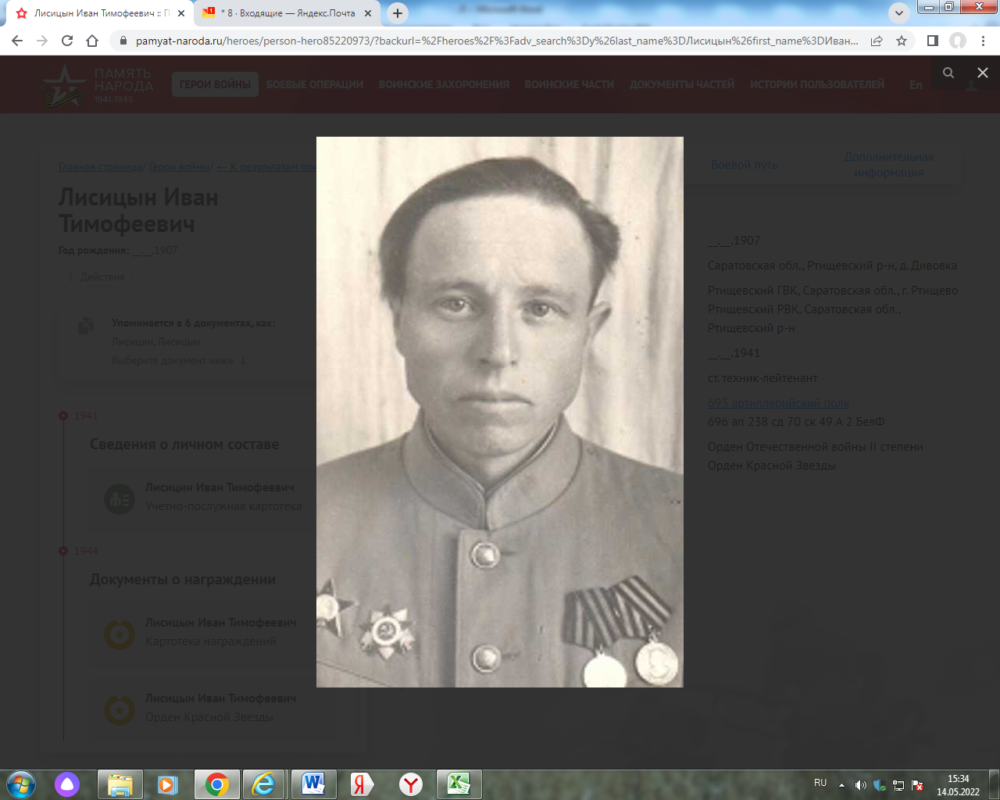 Лисицын Иван Тимофеевич :: П
* 8 · Входящие — Яндекс.Почта
pamyat-naroda.ru/heroes/person-hero85220973/?backurl=%2Fheroes%2F%3Fadv_search%3Dy%26last_name%3DЛисицын%26first_name%3DИван...
ПАМЯТЬ
НАРОДА
1941-1945
ГЕРОИ ВОЙНЫ
БОЕВЫЕ ОПЕРАЦИИ
ВОИНСКИЕ ЗАХОРОНЕНИЯ
ВОИНСКИЕ ЧАСТИ
ДОКУМЕНТЫ ЧАСТЕЙ
ИСТОРИИ ПОЛЬЗОВАТЕЛЕЙ
En
Главная страница/ Герои войны/ ← К результатам пои
Лисицын Иван
Тимофеевич
Год рождения: __.__.1907
Действия
Упоминается в 6 документах, как:
Лисицин, Лисицын
Выберите документ ниже ↓
1941
Сведения о личном составе
Лисицин Иван Тимофеевич
Учетно-послужная картотека
1944
Документы о награждении
Лисицын Иван Тимофеевич
Картотека награждений
Лисицын Иван Тимофеевич
Орден Красной Звезды
Боевой путь
Дополнительная
информация
__.__.1907
Саратовская обл., Ртищевский р-н, д. Дивовка
Ртищевский ГВК, Саратовская обл., г. Ртищево
Ртищевский РВК, Саратовская обл.,
Ртищевский р-н
__.__.1941
ст. техник-лейтенант
693 артиллерийский полк
696 ап 238 сд 70 ск 49 А 2 БелФ
Орден Отечественной войны II степени
Орден Красной Звезды
RU
15:34
14.05.2022